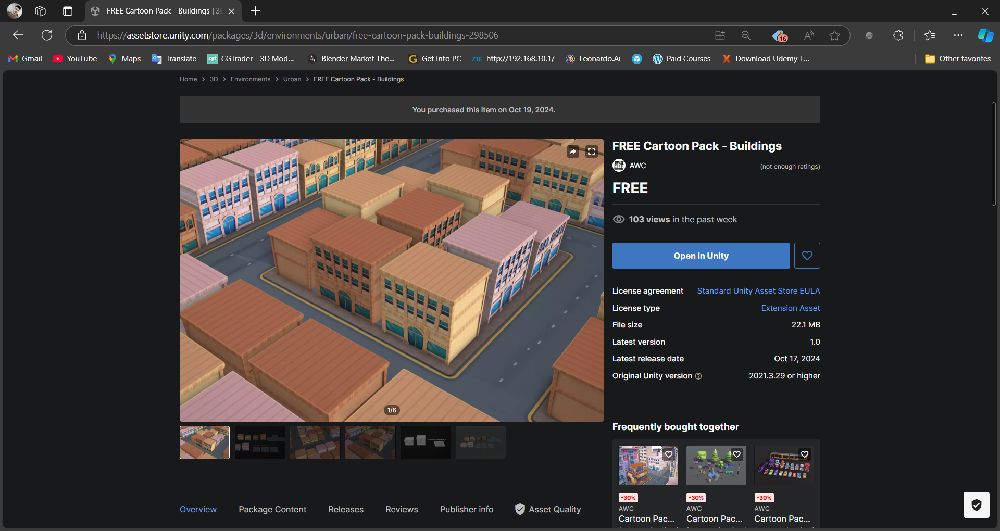 FREE Cartoon Pack - Buildings | 3D
https://assetstore.unity.com/packages/3d/environments/urban/free-cartoon-pack-buildings-298506
16
Gmail
YouTube
Maps
Translate
cgt
CGTrader - 3D Mod...
Blender Market The...
G
Get Into PC
ZTE
http://192.168.10.1/
Leonardo.Ai
Paid Courses
X
Download Udemy T...
Other favorites
Home > 3D > Environments > Urban > FREE Cartoon Pack - Buildings
You purchased this item on Oct 19, 2024.
1/6
FREE Cartoon Pack - Buildings
AWC
(not enough ratings)
FREE
103 views in the past week
Open in Unity
License agreement Standard Unity Asset Store EULA
License type Extension Asset
File size 22.1 MB
Latest version 1.0
Latest release date Oct 17, 2024
Original Unity version 2021.3.29 or higher
Frequently bought together
-30% -30% -30%
AWC AWC AWC
Cartoon Pac... Cartoon Pac... Cartoon Pac...
Overview Package Content Releases Reviews Publisher info Asset Quality